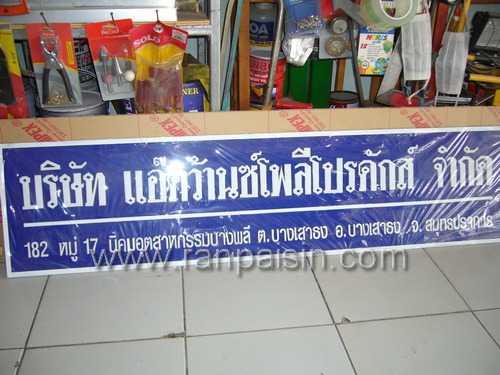 SOLO
NERIS
บริษัท แอ๊ดว้านซ์โพลีโปรดักส์ จำกัด
182 หมู่ 17 นิคมอุตสาหกรรมบางพลี ต.บางเสาธง อ.บางเสาธง จ.สมุทรปราการ
www.ranpaisin.com